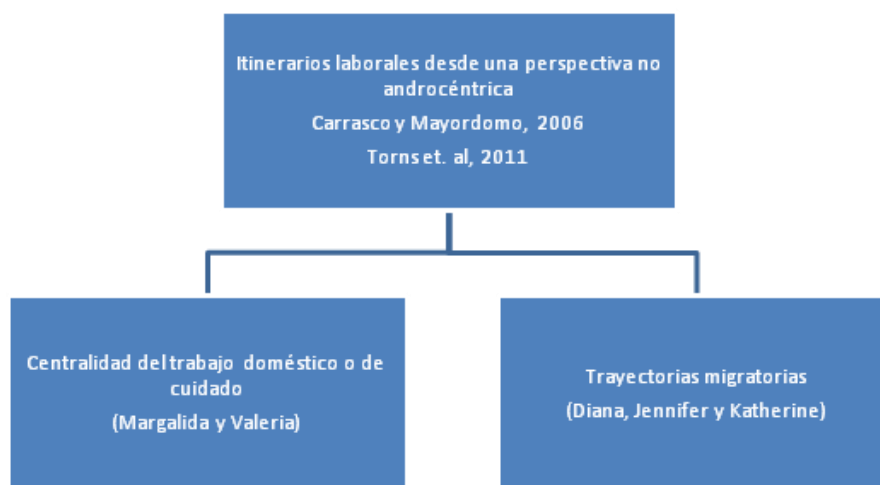 Itinerarios laborales desde una perspectiva no
androcéntrica
Carrasco y Mayordomo, 2006
Torns et. al, 2011
Centralidad del trabajo doméstico o de
cuidado
(Margalida y Valeria)
Trayectorias migratorias
(Diana, Jennifer y Katherine)